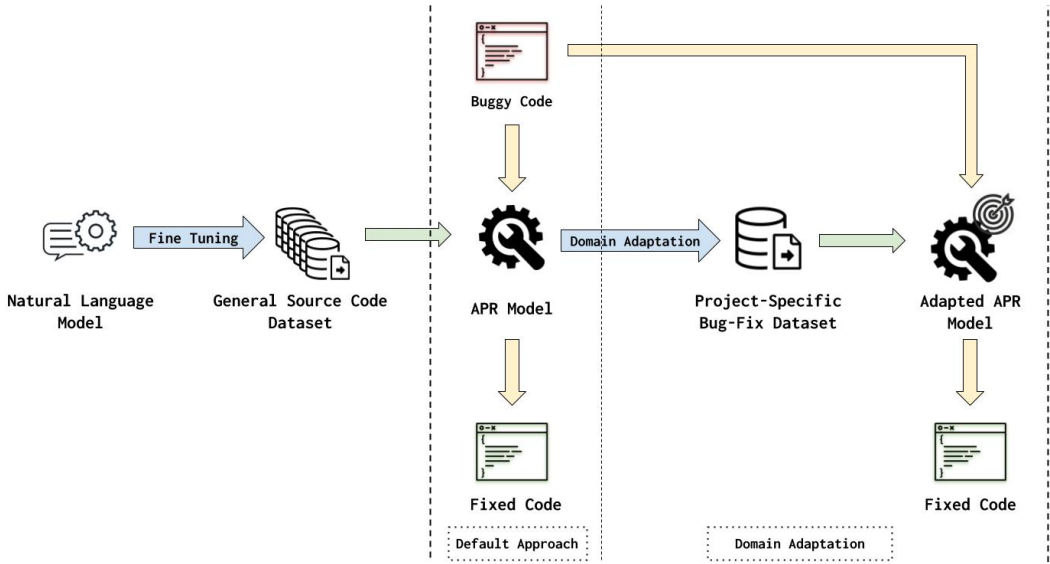 Buggy Code
Fine Tuning
Domain Adaptation
Natural Language
Model
General Source Code
Dataset
APR Model
Project-Specific
Bug-Fix Dataset
Adapted APR
Model
Fixed Code
Fixed Code
Default Approach
Domain Adaptation